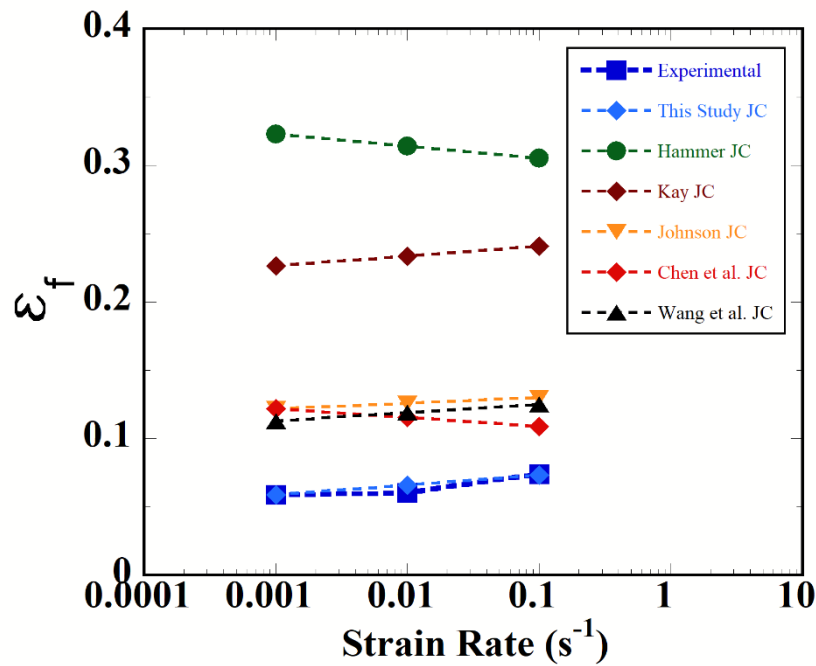 0.4
0.3
0.2
0.1
0
ε_f
0.0001 0.001 0.01 0.1 1 10
Strain Rate (s⁻¹)
Experimental
This Study JC
Hammer JC
Kay JC
Johnson JC
Chen et al. JC
Wang et al. JC